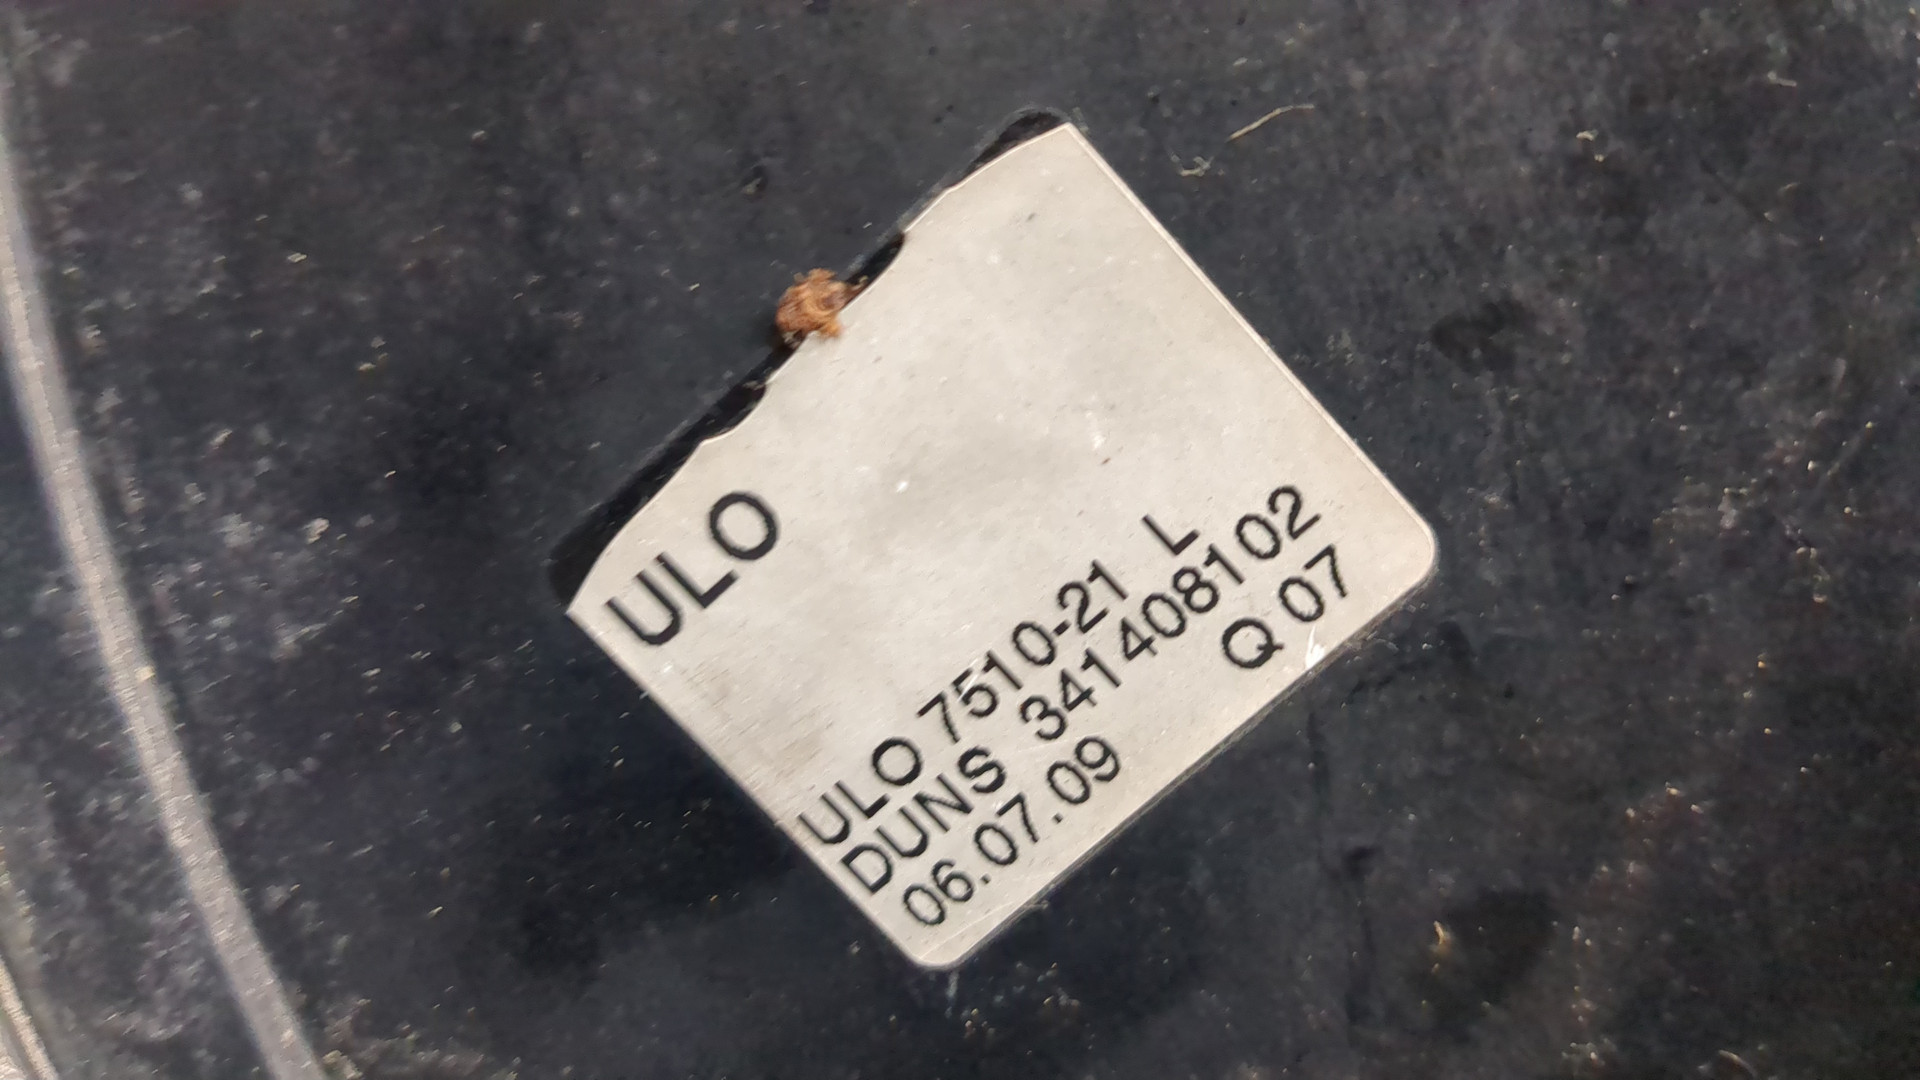 ULO
ULO 7510-21 L
DUNS 341408102
06.07.09 Q 07